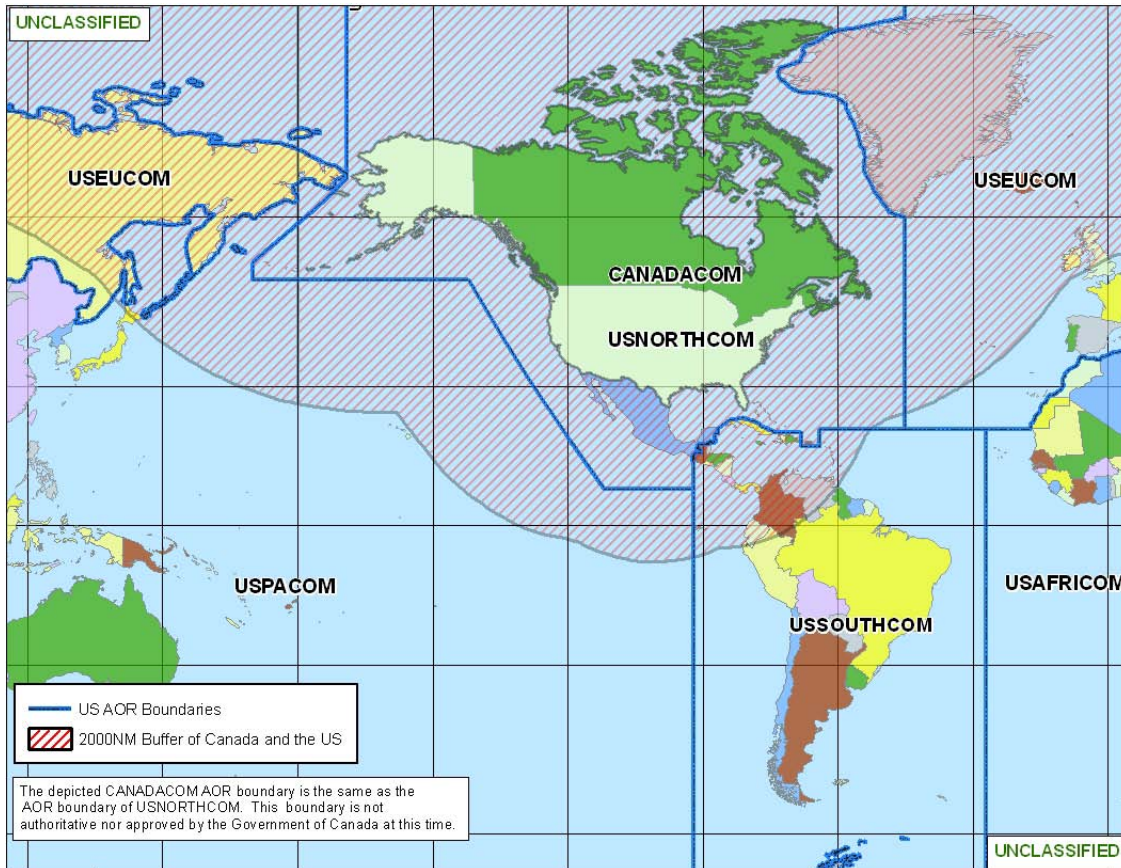 UNCLASSIFIED
USEUCOM
USEUCOM
CANADACOM
USNORTHCOM
USPACOM
USAFRICOM
USSOUTHCOM
US AOR Boundaries
2000NM Buffer of Canada and the US
The depicted CANADACOM AOR boundary is the same as the
AOR boundary of USNORTHCOM. This boundary is not
authoritative nor approved by the Government of Canada at this time.
UNCLASSIFIED